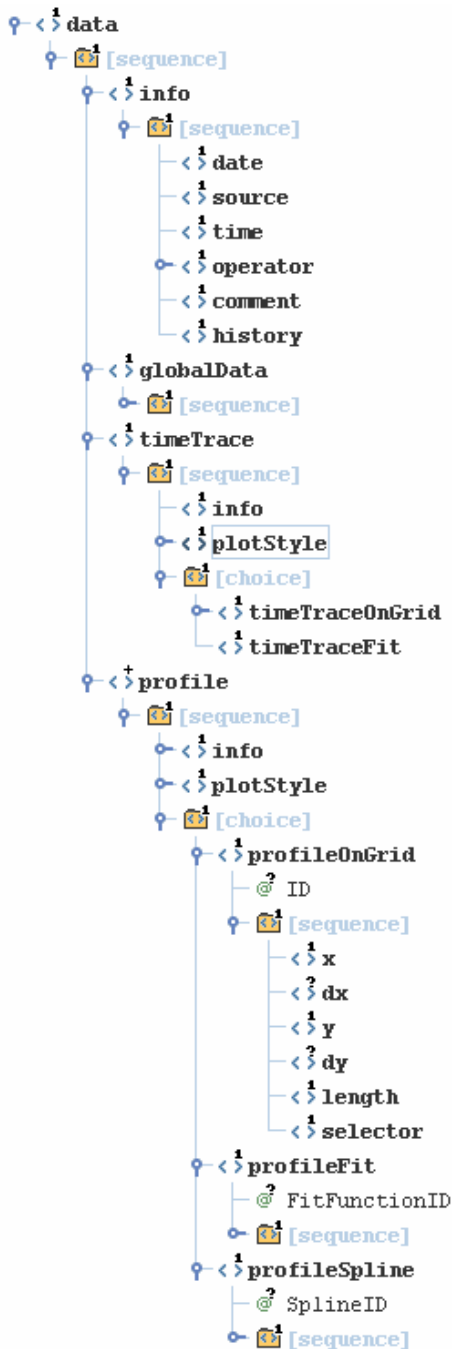 data
[sequence]
info
[sequence]
date
source
time
operator
comment
history
globalData
[sequence]
timeTrace
[sequence]
info
plotStyle
[choice]
timeTraceOnGrid
timeTraceFit
profile
[sequence]
info
plotStyle
[choice]
profileOnGrid
@ ID
[sequence]
x
dx
y
dy
length
selector
profileFit
@ FitFunctionID
[sequence]
profileSpline
@ SplineID
[sequence]